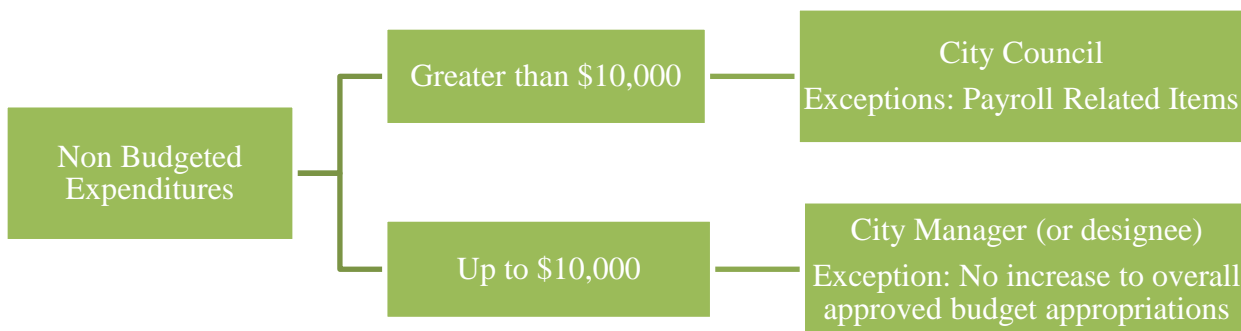 Non Budgeted
Expenditures
Greater than $10,000
City Council
Exceptions: Payroll Related Items
Up to $10,000
City Manager (or designee)
Exception: No increase to overall
approved budget appropriations